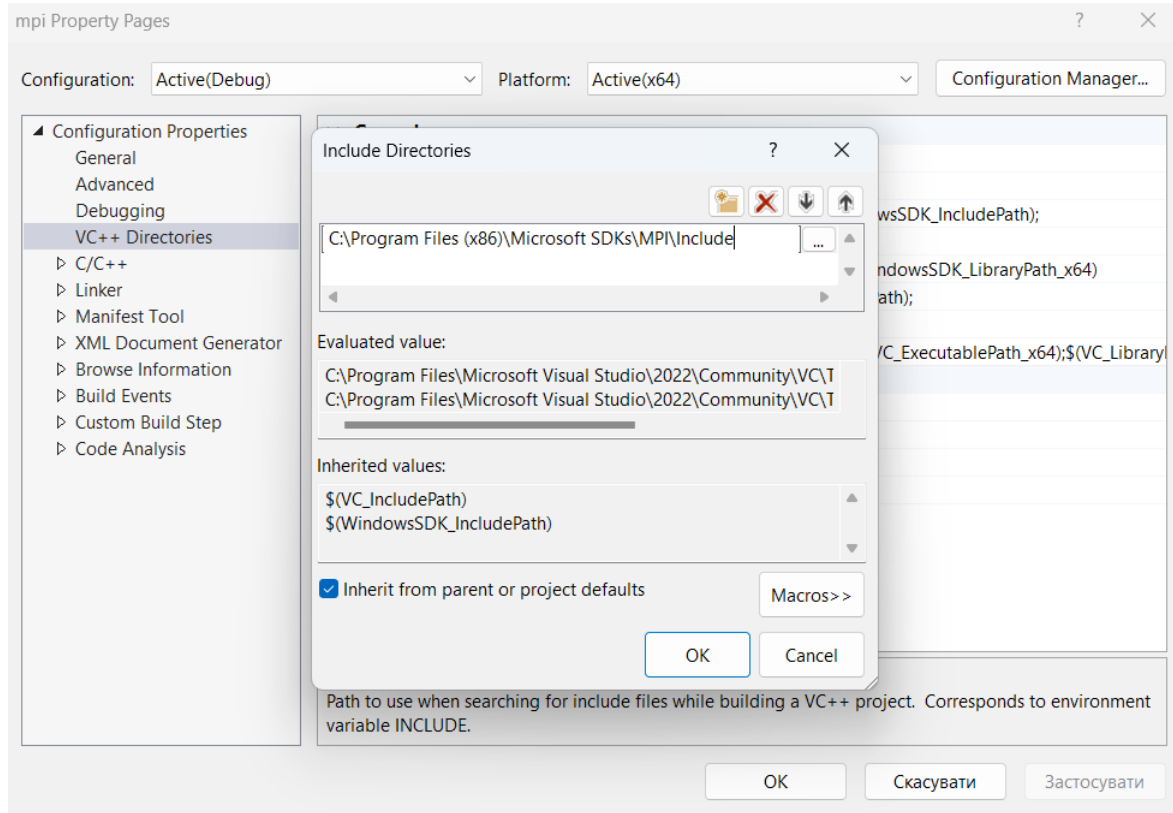 mpi Property Pages
?
Configuration: Active(Debug) Platform: Active(x64) Configuration Manager...
Configuration Properties
General
Advanced
Debugging
VC++ Directories
C/C++
Linker
Manifest Tool
XML Document Generator
Browse Information
Build Events
Custom Build Step
Code Analysis
Include Directories ?
C:\Program Files (x86)\Microsoft SDKs\MPI\Include ...
Evaluated value:
C:\Program Files\Microsoft Visual Studio\2022\Community\VC\T
C:\Program Files\Microsoft Visual Studio\2022\Community\VC\T
Inherited values:
$(VC_IncludePath)
$(WindowsSDK_IncludePath)
Inherit from parent or project defaults
Macros>>
OK Cancel
wsSDK_IncludePath);
ndowsSDK_LibraryPath_x64)
ath);
/C_ExecutablePath_x64);$(VC_Library
Path to use when searching for include files while building a VC++ project. Corresponds to environment
variable INCLUDE.
OK Скасувати Застосувати